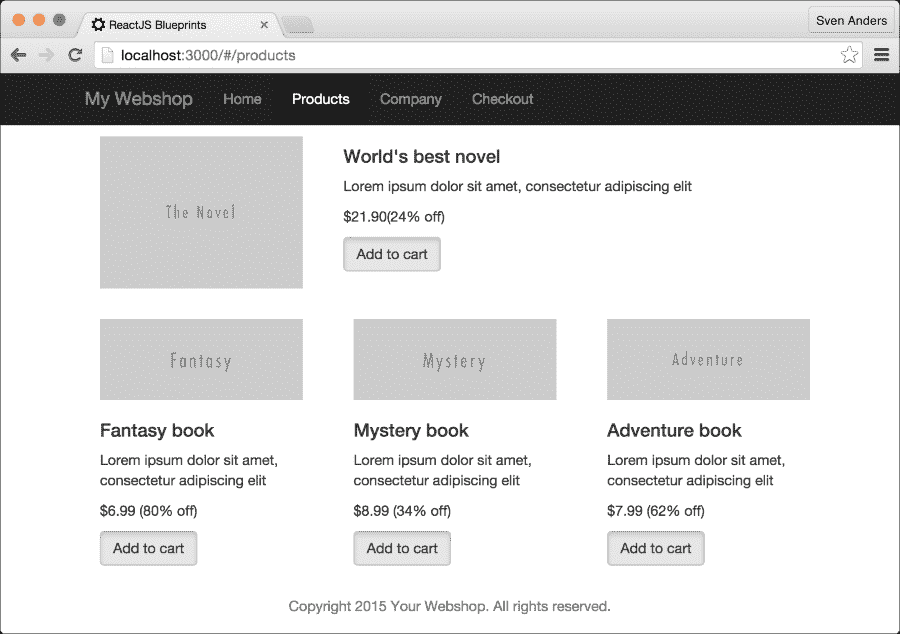 ReactJS Blueprints
Sven Anders
localhost:3000/#/products
My Webshop Home Products Company Checkout
The Novel
World's best novel
Lorem ipsum dolor sit amet, consectetur adipiscing elit
$21.90(24% off)
Add to cart
Fantasy Mystery Adventure
Fantasy book Mystery book Adventure book
Lorem ipsum dolor sit amet, Lorem ipsum dolor sit amet, Lorem ipsum dolor sit amet,
consectetur adipiscing elit consectetur adipiscing elit consectetur adipiscing elit
$6.99 (80% off) $8.99 (34% off) $7.99 (62% off)
Add to cart Add to cart Add to cart
Copyright 2015 Your Webshop. All rights reserved.